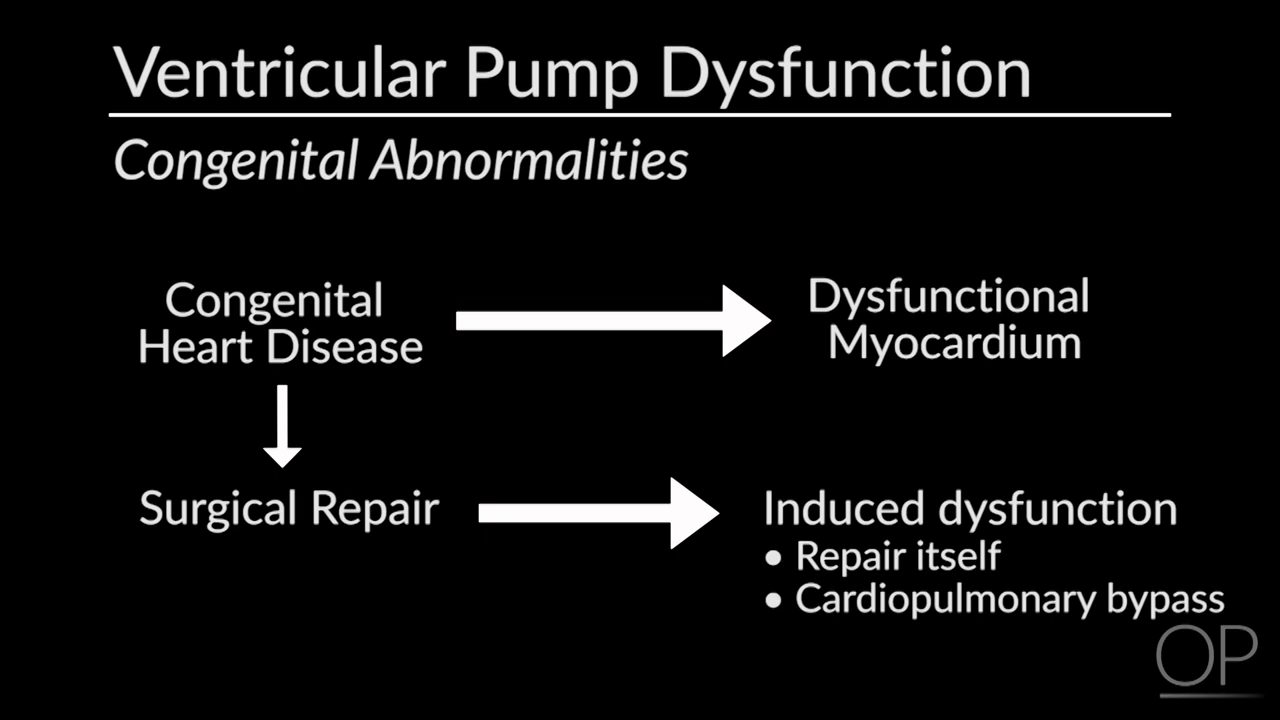 Ventricular Pump Dysfunction
Congenital Abnormalities
Congenital
Heart Disease
Dysfunctional
Myocardium
Surgical Repair
Induced dysfunction
• Repair itself
• Cardiopulmonary bypass
OP